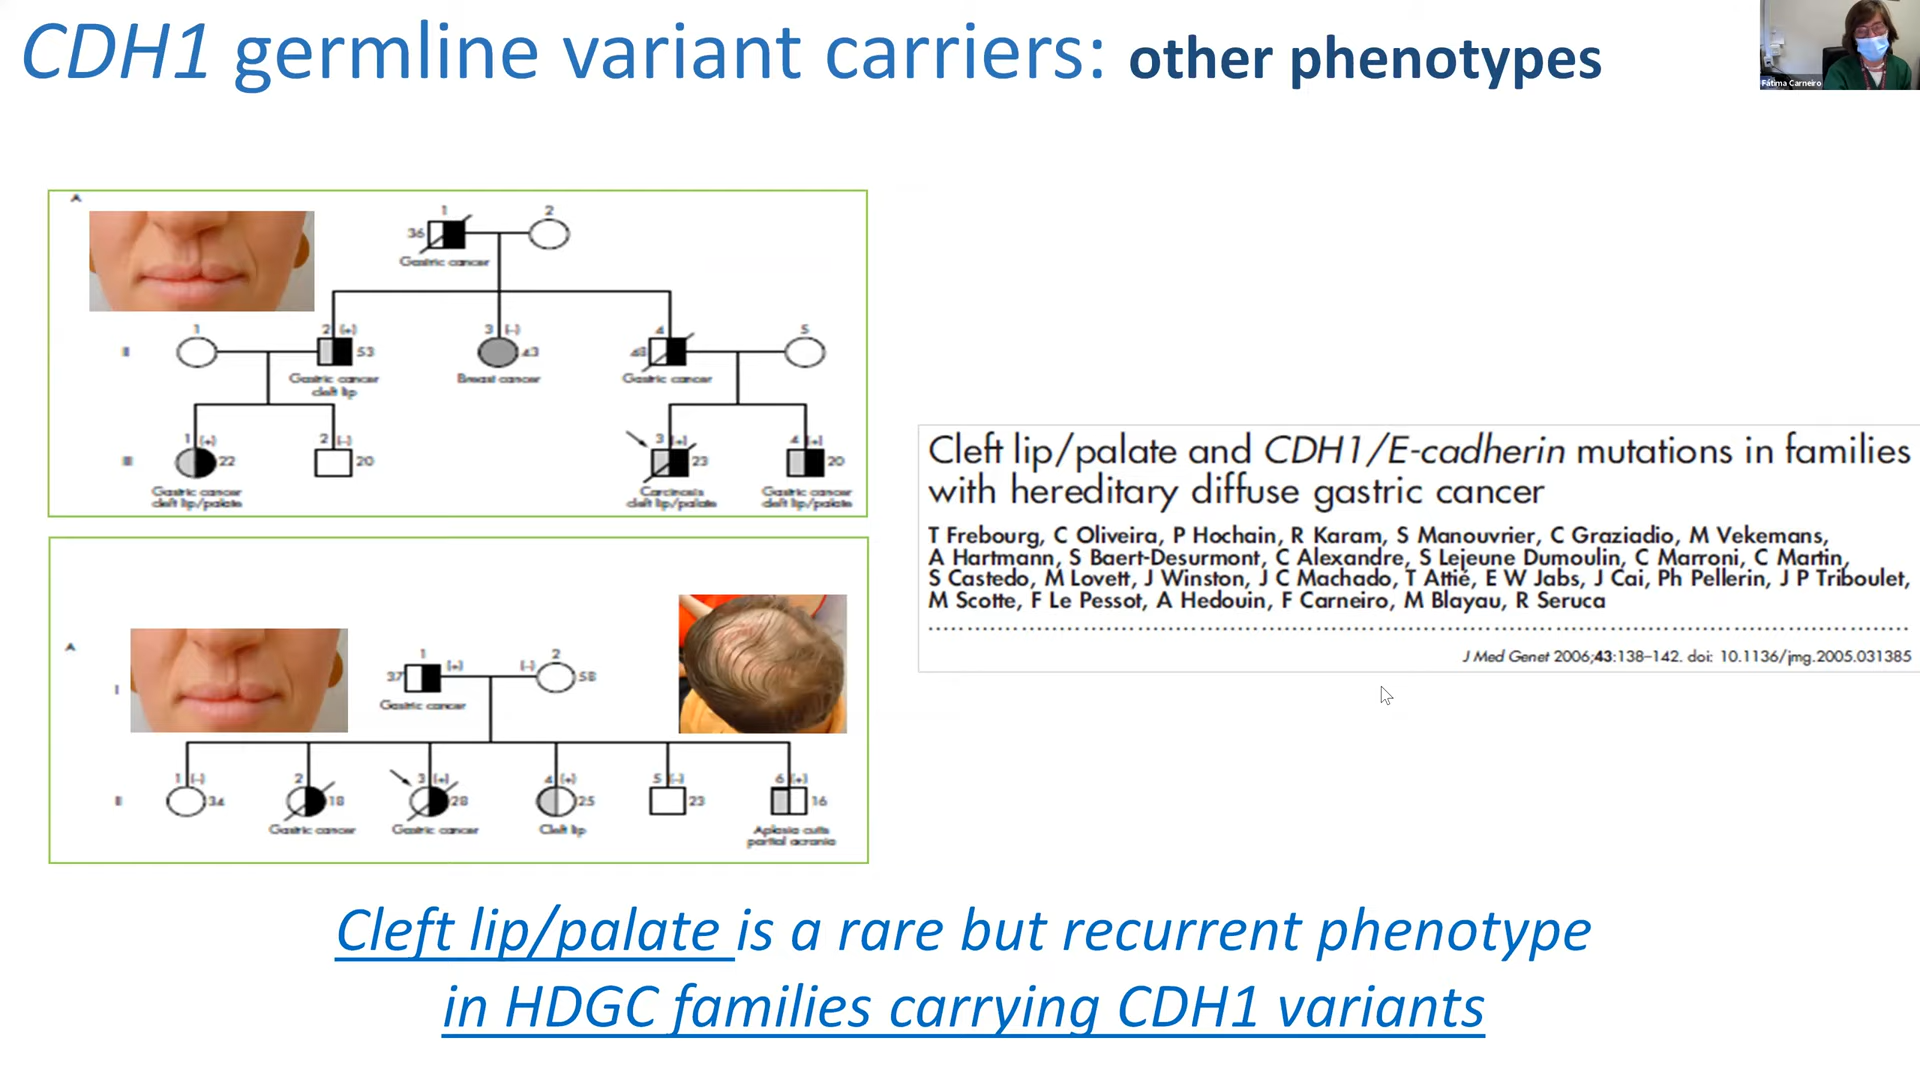 CDH1 germline variant carriers: other phenotypes
Fátima Carneiro
A
1
2
36
Gastric cancer
II
1
2 (+)
53
Gastric cancer
cleft lip
3 (–)
43
Breast cancer
4
48
Gastric cancer
5
III
1 (+)
22
Gastric cancer
cleft lip/palate
2 (–)
20
3 (+)
23
Carcinosis
cleft lip/palate
4 (+)
20
Gastric cancer
cleft lip/palate
A
I
1 (+)
37
Gastric cancer
(–) 2
58
II
1 (–)
34
2
18
Gastric cancer
3 (+)
28
Gastric cancer
4 (+)
25
Cleft lip
5 (–)
23
6 (+)
16
Aplasia cutis
partial acrania
Cleft lip/palate and CDH1/E-cadherin mutations in families
with hereditary diffuse gastric cancer
T Frebourg, C Oliveira, P Hochain, R Karam, S Manouvrier, C Graziadio, M Vekemans,
A Hartmann, S Baert-Desurmont, C Alexandre, S Lejeune Dumoulin, C Marroni, C Martin,
S Castedo, M Lovett, J Winston, J C Machado, T Attié, E W Jabs, J Cai, Ph Pellerin, J P Triboulet,
M Scotte, F Le Pessot, A Hedouin, F Carneiro, M Blayau, R Seruca
J Med Genet 2006;43:138–142. doi: 10.1136/jmg.2005.031385
Cleft lip/palate is a rare but recurrent phenotype
in HDGC families carrying CDH1 variants